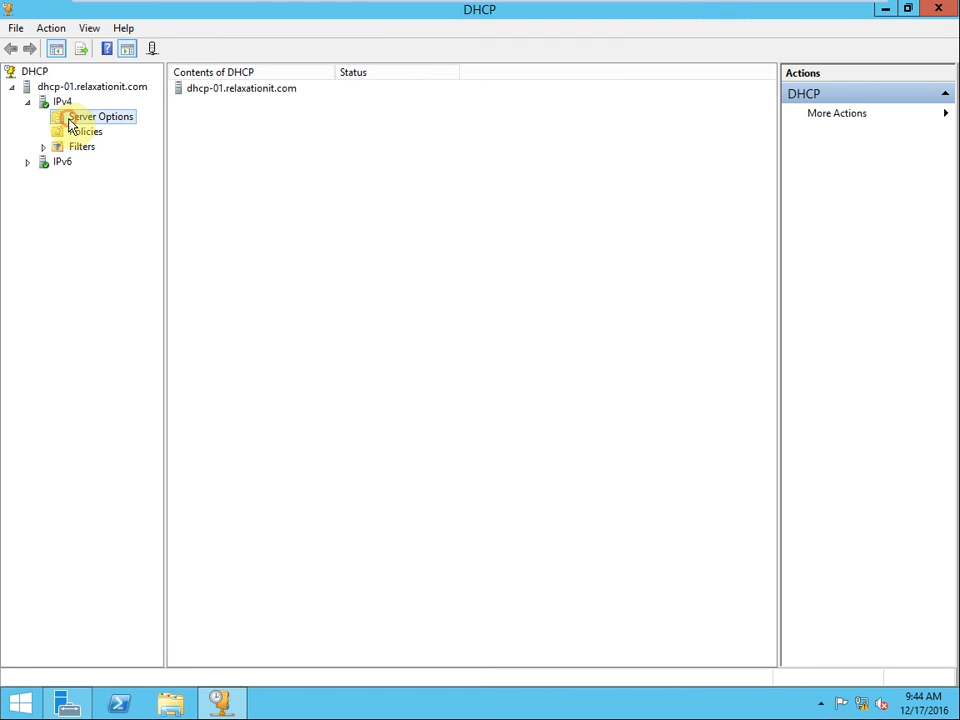 DHCP
File Action View Help
DHCP
dhcp-01.relaxationit.com
IPv4
Server Options
Policies
Filters
IPv6
Contents of DHCP Status
dhcp-01.relaxationit.com
Actions
DHCP
More Actions
9:44 AM
12/17/2016